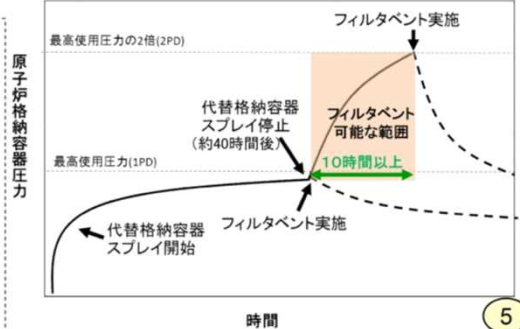 フィルタベント実施
最高使用圧力の2倍(2PD)
原子炉格納容器圧力
代替格納容器
スプレイ停止
(約40時間後)
フィルタベント
可能な範囲
最高使用圧力(1PD)
10時間以上
代替格納容器
スプレイ開始
フィルタベント実施
時間
5